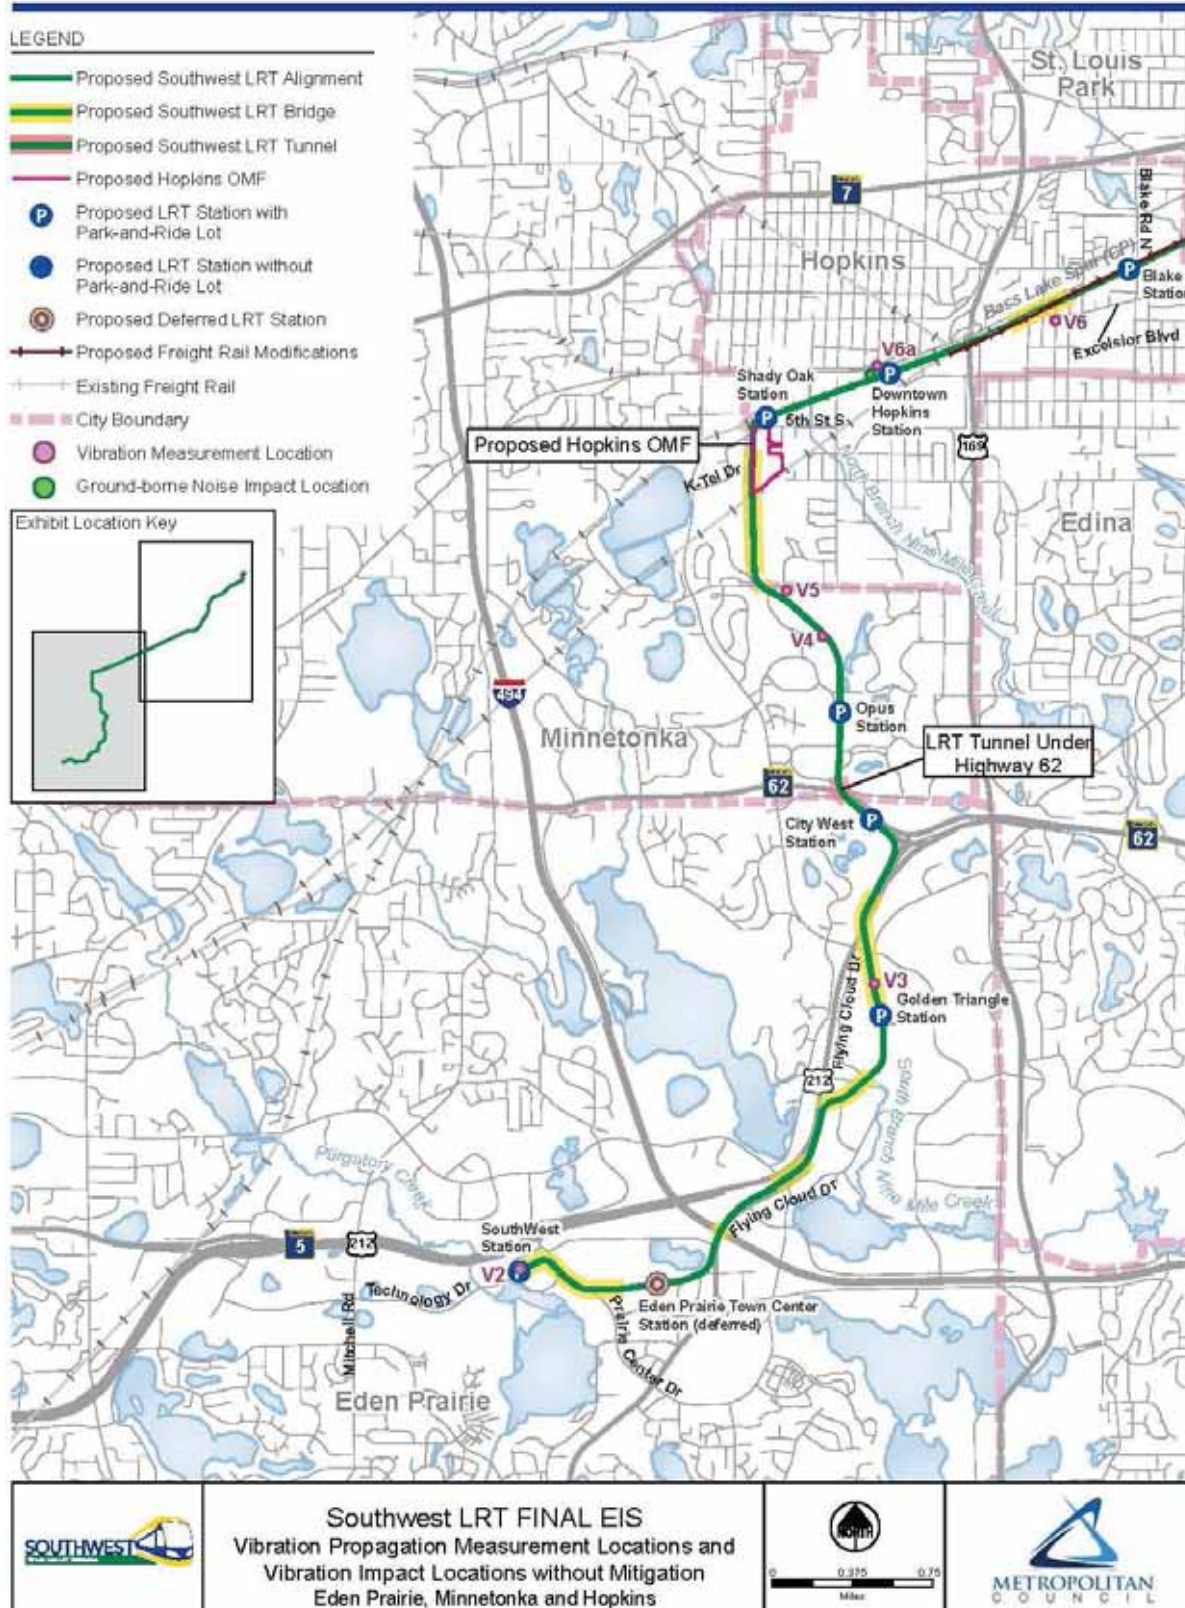 LEGEND
Proposed Southwest LRT Alignment
Proposed Southwest LRT Bridge
Proposed Southwest LRT Tunnel
Proposed Hopkins OMF
P
Proposed LRT Station with
Park-and-Ride Lot
Proposed LRT Station without
Park-and-Ride Lot
Proposed Deferred LRT Station
Proposed Freight Rail Modifications
Existing Freight Rail
City Boundary
Vibration Measurement Location
Ground-borne Noise Impact Location
Exhibit Location Key
St. Louis
Park
7
Blake Rd N
Hopkins
Bass Lake Spur (CP)
P
Blake
Station
V6
Excelsior Blvd
V6a
P
Downtown
Hopkins
Station
Shady Oak
Station
P
5th St S
169
Proposed Hopkins OMF
K-Tel Dr
North Branch Nine Mile Creek
Edina
V5
V4
494
P
Opus
Station
Minnetonka
LRT Tunnel Under
Highway 62
62
City West
Station
P
62
Flying Cloud Dr
V3
Golden Triangle
Station
P
212
South Branch Nine Mile Creek
Purgatory Creek
Flying Cloud Dr
Mile Creek
SouthWest
Station
5
212
V2
P
Technology Dr
Mitchell Rd
Eden Prairie Town Center
Station (deferred)
Prairie Center Dr
Eden Prairie
SOUTHWEST
Southwest LRT FINAL EIS
Vibration Propagation Measurement Locations and
Vibration Impact Locations without Mitigation
Eden Prairie, Minnetonka and Hopkins
NORTH
0 0.375 0.75
Miles
METROPOLITAN
COUNCIL